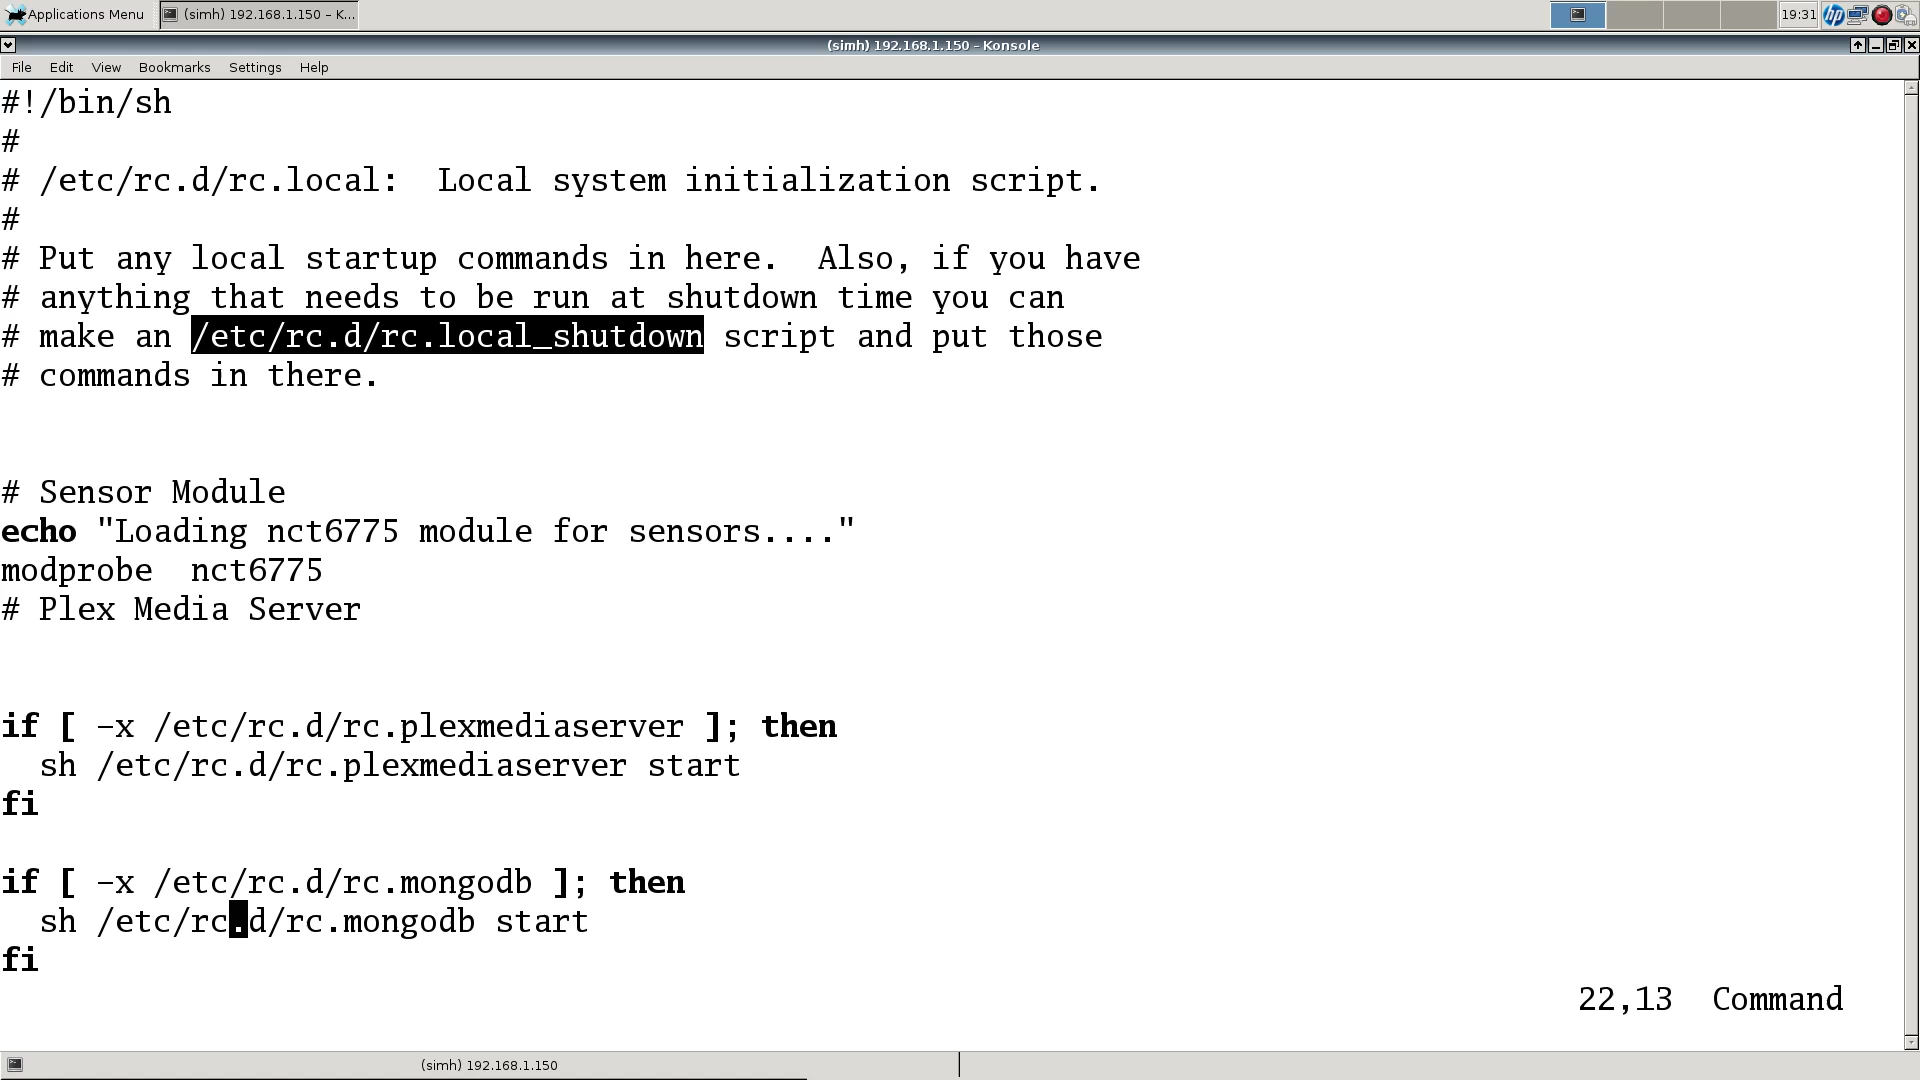 Applications Menu (simh) 192.168.1.150 – K... 19:31
(simh) 192.168.1.150 – Konsole
File Edit View Bookmarks Settings Help
#!/bin/sh
#
# /etc/rc.d/rc.local:  Local system initialization script.
#
# Put any local startup commands in here.  Also, if you have
# anything that needs to be run at shutdown time you can
# make an /etc/rc.d/rc.local_shutdown script and put those
# commands in there.
# Sensor Module
echo "Loading nct6775 module for sensors...."
modprobe  nct6775
# Plex Media Server
if [ -x /etc/rc.d/rc.plexmediaserver ]; then
  sh /etc/rc.d/rc.plexmediaserver start
fi
if [ -x /etc/rc.d/rc.mongodb ]; then
  sh /etc/rc.d/rc.mongodb start
fi
22,13  Command
(simh) 192.168.1.150